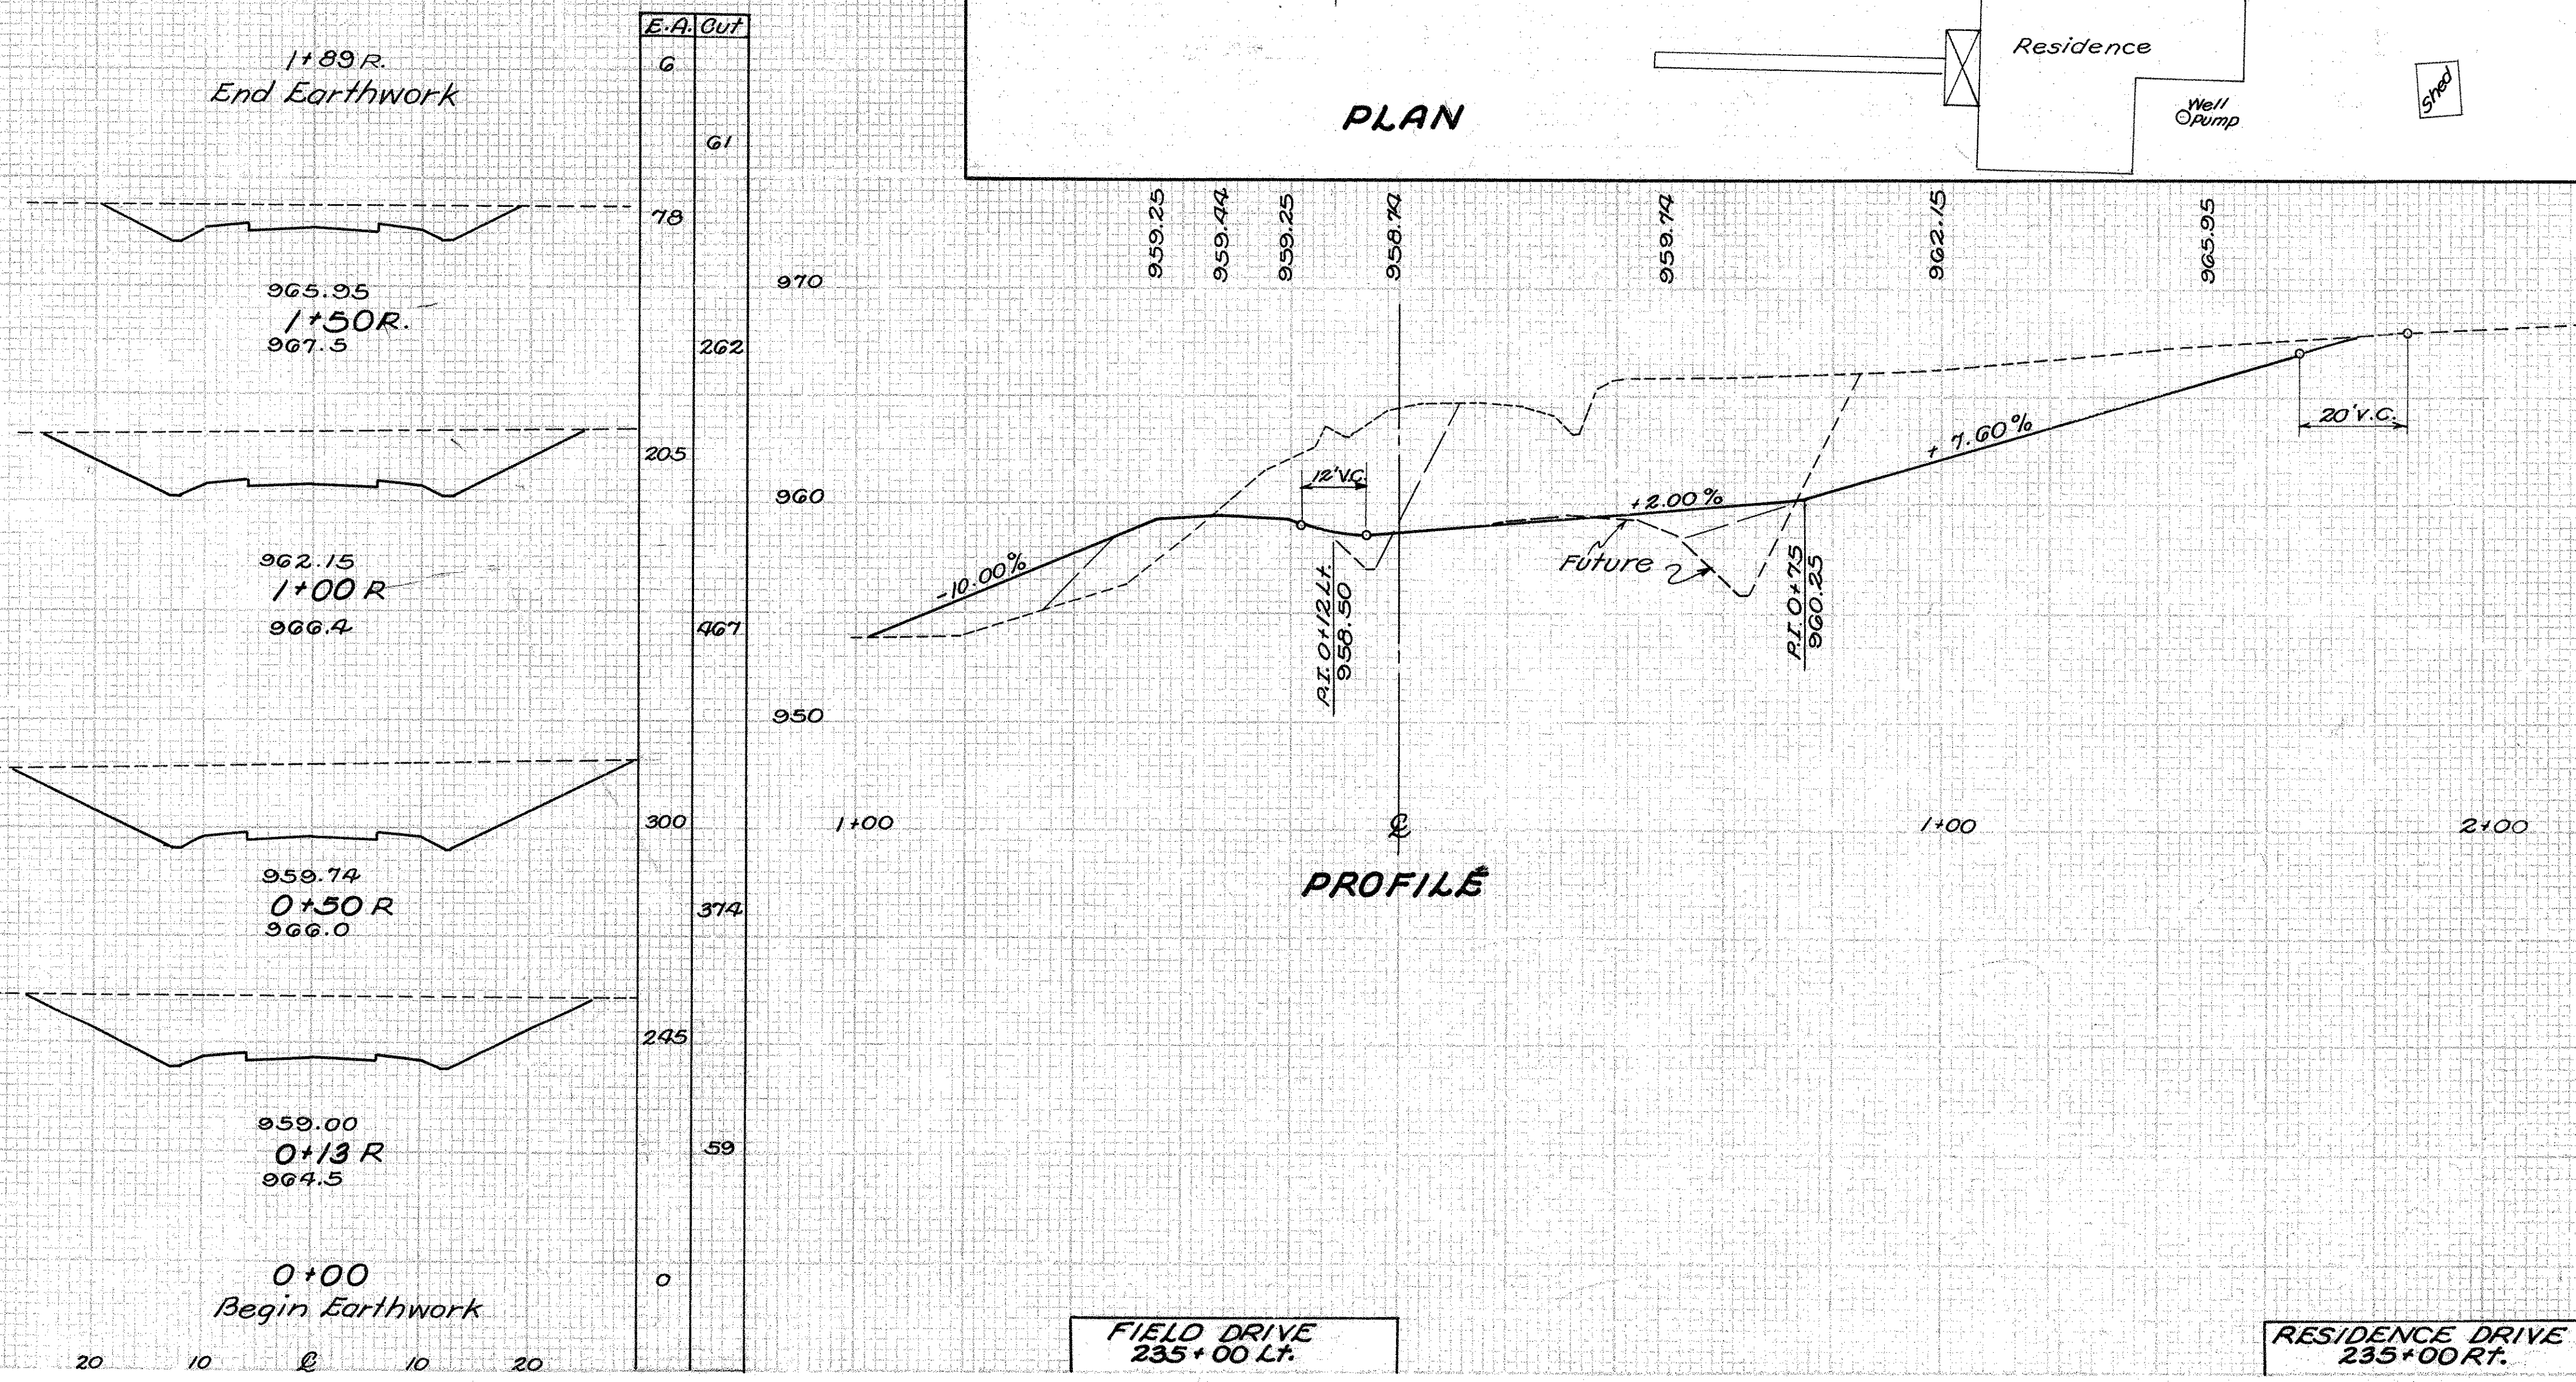 E.A. Cut
1+89 R.
End Earthwork
6
61
78
965.95
1+50 R.
967.5
262
205
962.15
1+00 R
966.4
467
300
959.74
0+50 R
966.0
374
245
959.00
0+13 R
964.5
59
0+00
Begin Earthwork
0
20 10 ℄ 10 20
PLAN
Residence
Well
Pump
Shed
959.25
959.44
959.25
958.74
959.74
962.15
965.95
970
960
950
-10.00%
12' V.C.
+2.00%
+7.60%
20' V.C.
Future
P.I. 0+12 Lt.
958.50
P.I. 0+75
960.25
1+00 ℄ 1+00 2+00
PROFILE
FIELD DRIVE
235+00 Lt.
RESIDENCE DRIVE
235+00 Rt.